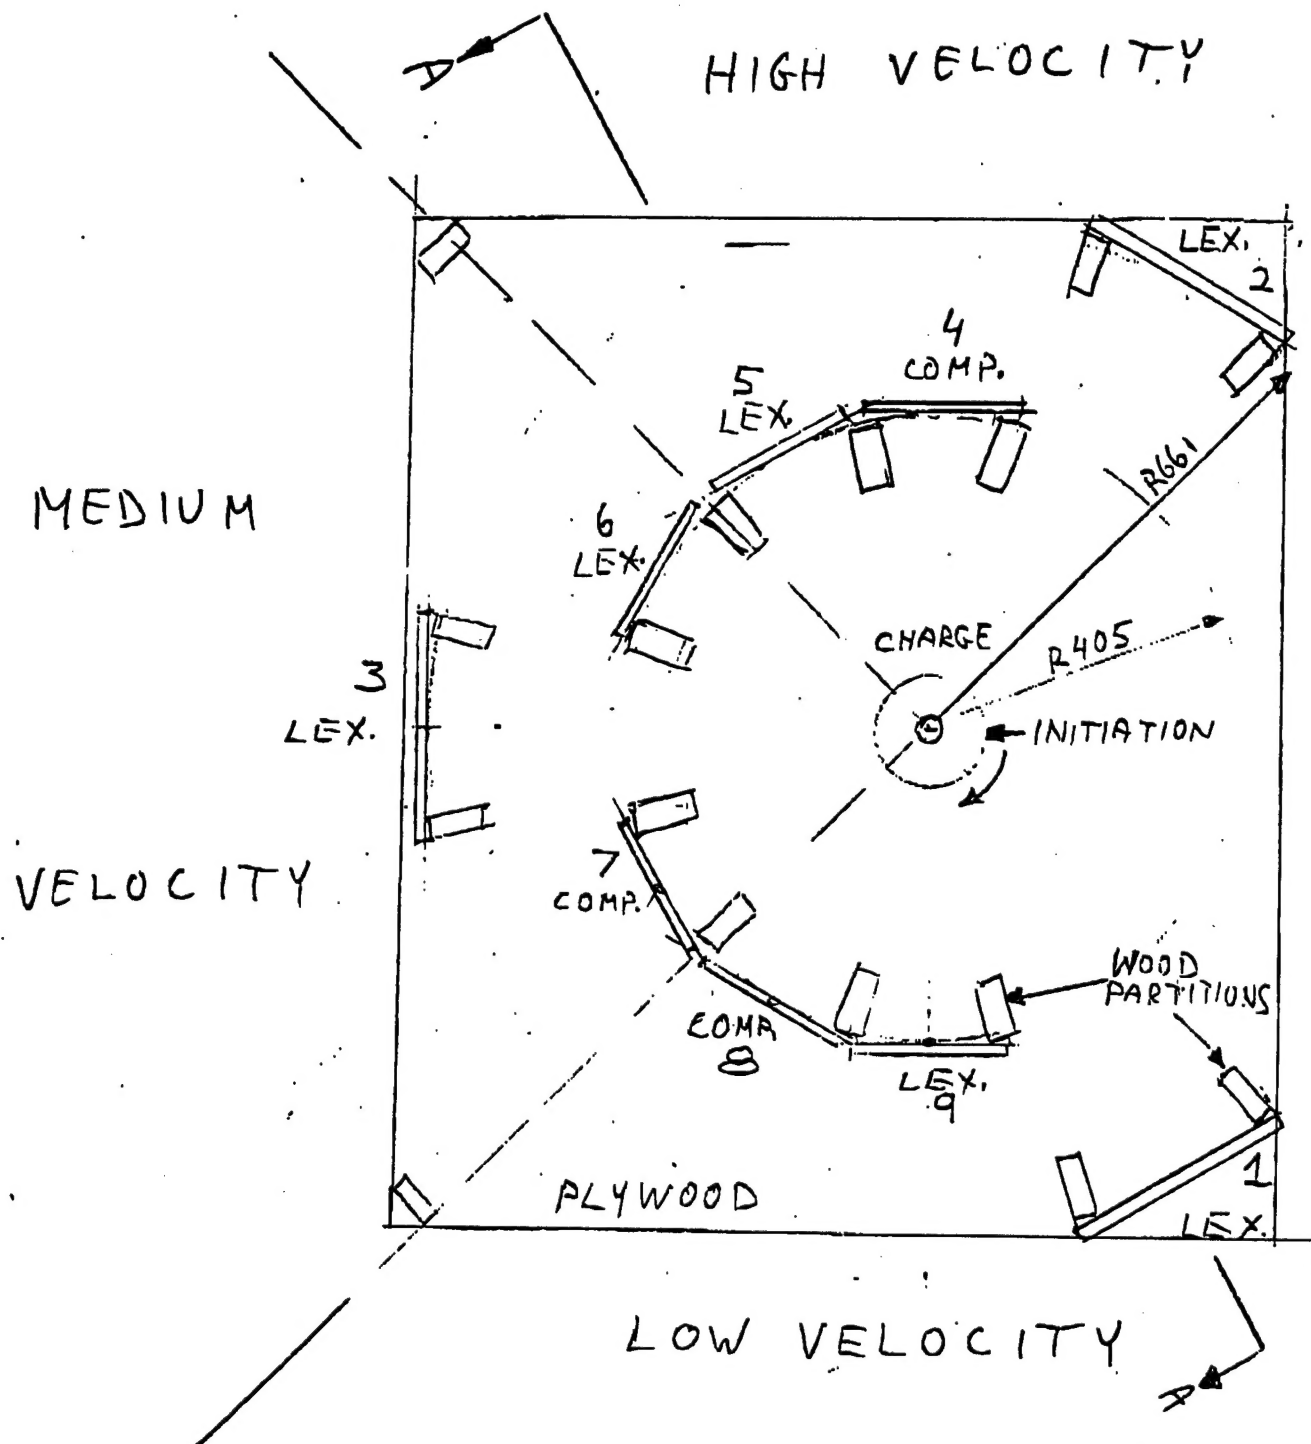 A
HIGH VELOCITY
LEX.
2
4
COMP.
5
LEX.
R661
MEDIUM
6
LEX.
CHARGE
R405
3
LEX.
INITIATION
7
COMP.
VELOCITY
WOOD
PARTITIONS
COMP.
8
LEX.
9
1
PLYWOOD
LEX.
LOW VELOCITY
A